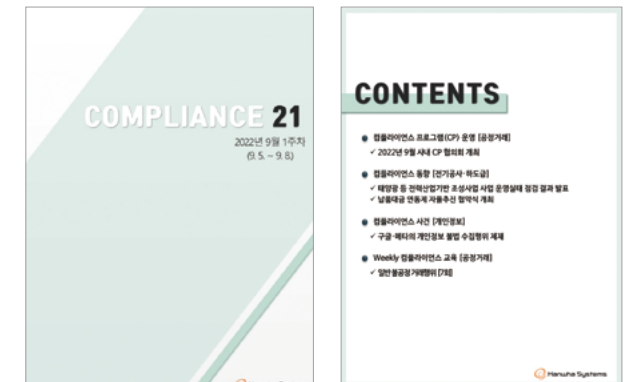 COMPLIANCE 21
2022년 9월 1주차
(9. 5. ~ 9. 8.)
CONTENTS
컴플라이언스 프로그램(CP) 운영 [공정거래]
✓ 2022년 9월 사내 CP 협의회 개최
컴플라이언스 동향 [전기공사·하도급]
✓ 태양광 등 전력산업기반 조성사업 사업 운영실태 점검 결과 발표
✓ 납품대금 연동제 자율추진 협약식 개최
컴플라이언스 사건 [개인정보]
✓ 구글·메타의 개인정보 불법 수집행위 제재
Weekly 컴플라이언스 교육 [공정거래]
✓ 일반불공정거래행위 [7회]
Hanwha Systems